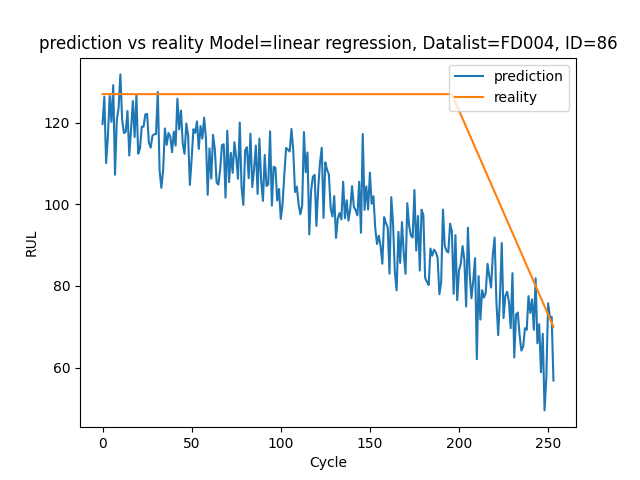 prediction vs reality Model=linear regression, Datalist=FD004, ID=86
prediction
reality
RUL
120
100
80
60
0
50
100
150
200
250
Cycle